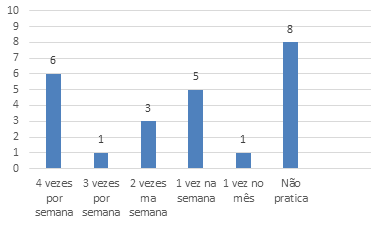 10
9
8
7
6
5
4
3
2
1
0
6
1
3
5
1
8
4 vezes por semana
3 vezes por semana
2 vezes ma semana
1 vez na semana
1 vez no mês
Não pratica